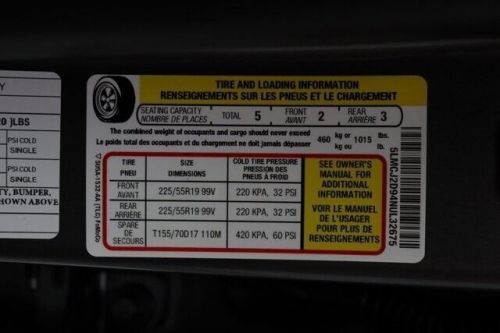 Y
20 )LBS
PSI COLD
SINGLE
PSI COLD
SINGLE
TY, BUMPER,
HOWN ABOVE
TIRE AND LOADING INFORMATION
RENSEIGNEMENTS SUR LES PNEUS ET LE CHARGEMENT
SEATING CAPACITY
NOMBRE DE PLACES
TOTAL 5
FRONT
AVANT 2
REAR
ARRIÈRE 3
The combined weight of occupants and cargo should never exceed
Le poids total des occupants et du chargement ne doit jamais dépasser
460 kg or
kg ou 1015 lbs.
lb.
TIRE
PNEU
SIZE
DIMENSIONS
COLD TIRE PRESSURE
PRESSION DES
PNEUS À FROID
FRONT
AVANT
225/55R19 99V
220 KPA, 32 PSI
REAR
ARRIÈRE
225/55R19 99V
220 KPA, 32 PSI
SPARE
DE
SECOURS
T155/70D17 110M
420 KPA, 60 PSI
SEE OWNER'S
MANUAL FOR
ADDITIONAL
INFORMATION
VOIR LE MANUEL
DE L'USAGER
POUR PLUS DE
RENSEIGNEMENTS